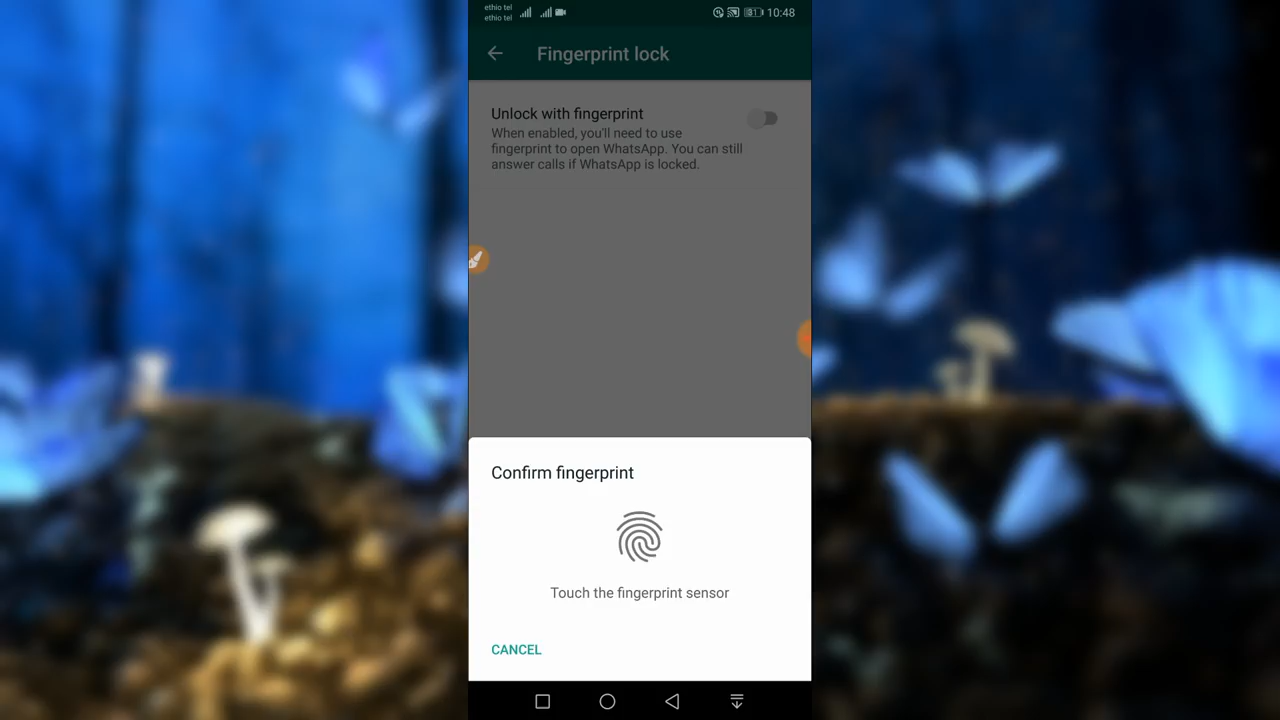 ethio tel
ethio tel
31
10:48
Fingerprint lock
Unlock with fingerprint
When enabled, you'll need to use
fingerprint to open WhatsApp. You can still
answer calls if WhatsApp is locked.
Confirm fingerprint
Touch the fingerprint sensor
CANCEL